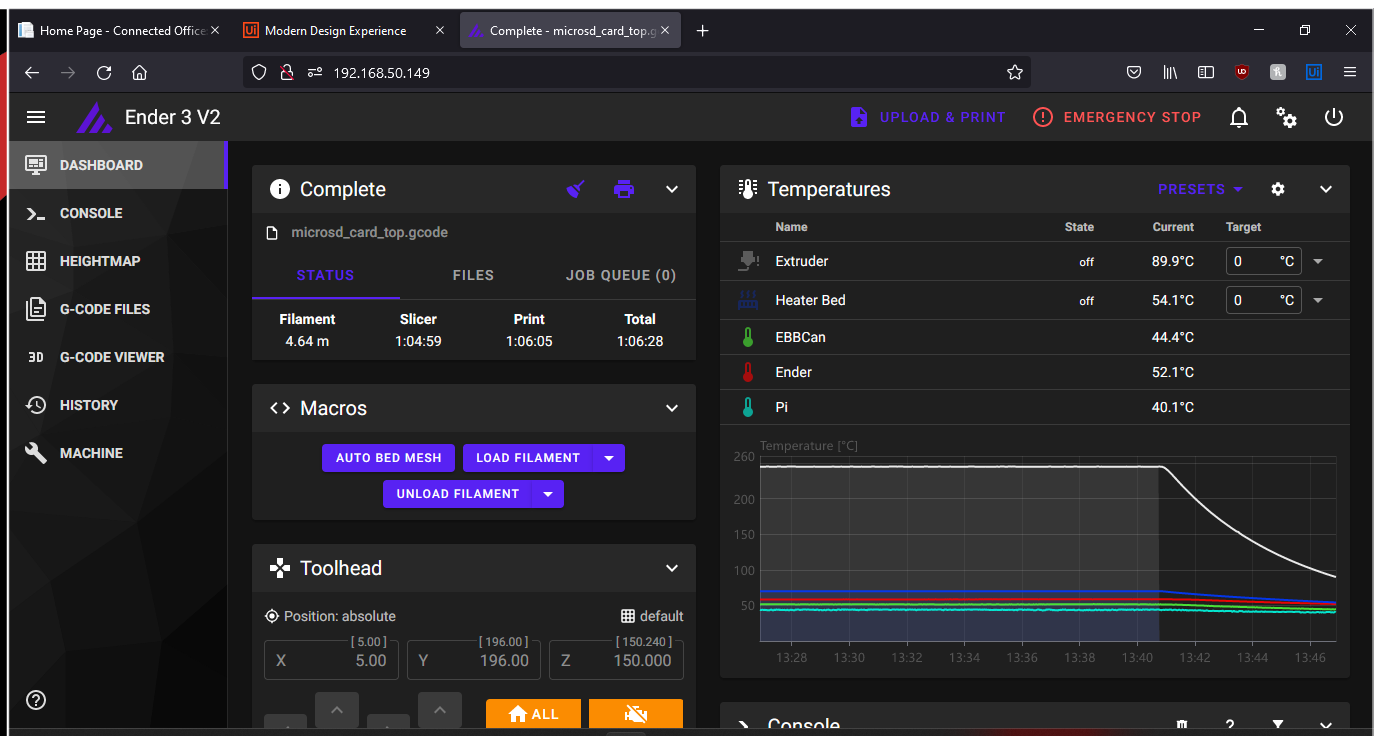 Home Page - Connected Office
Modern Design Experience
Complete - microsd_card_top.g
192.168.50.149
Ender 3 V2
UPLOAD & PRINT
EMERGENCY STOP
DASHBOARD
CONSOLE
HEIGHTMAP
G-CODE FILES
3D G-CODE VIEWER
HISTORY
MACHINE
Complete
microsd_card_top.gcode
STATUS FILES JOB QUEUE (0)
Filament Slicer Print Total
4.64 m 1:04:59 1:06:05 1:06:28
Macros
AUTO BED MESH LOAD FILAMENT
UNLOAD FILAMENT
Toolhead
Position: absolute default
[ 5.00 ] [ 196.00 ] [ 150.240 ]
X 5.00 Y 196.00 Z 150.000
ALL
Temperatures PRESETS
Name State Current Target
Extruder off 89.9°C 0 °C
Heater Bed off 54.1°C 0 °C
EBBCan 44.4°C
Ender 52.1°C
Pi 40.1°C
Temperature [°C]
260
200
150
100
50
13:28 13:30 13:32 13:34 13:36 13:38 13:40 13:42 13:44 13:46
Console